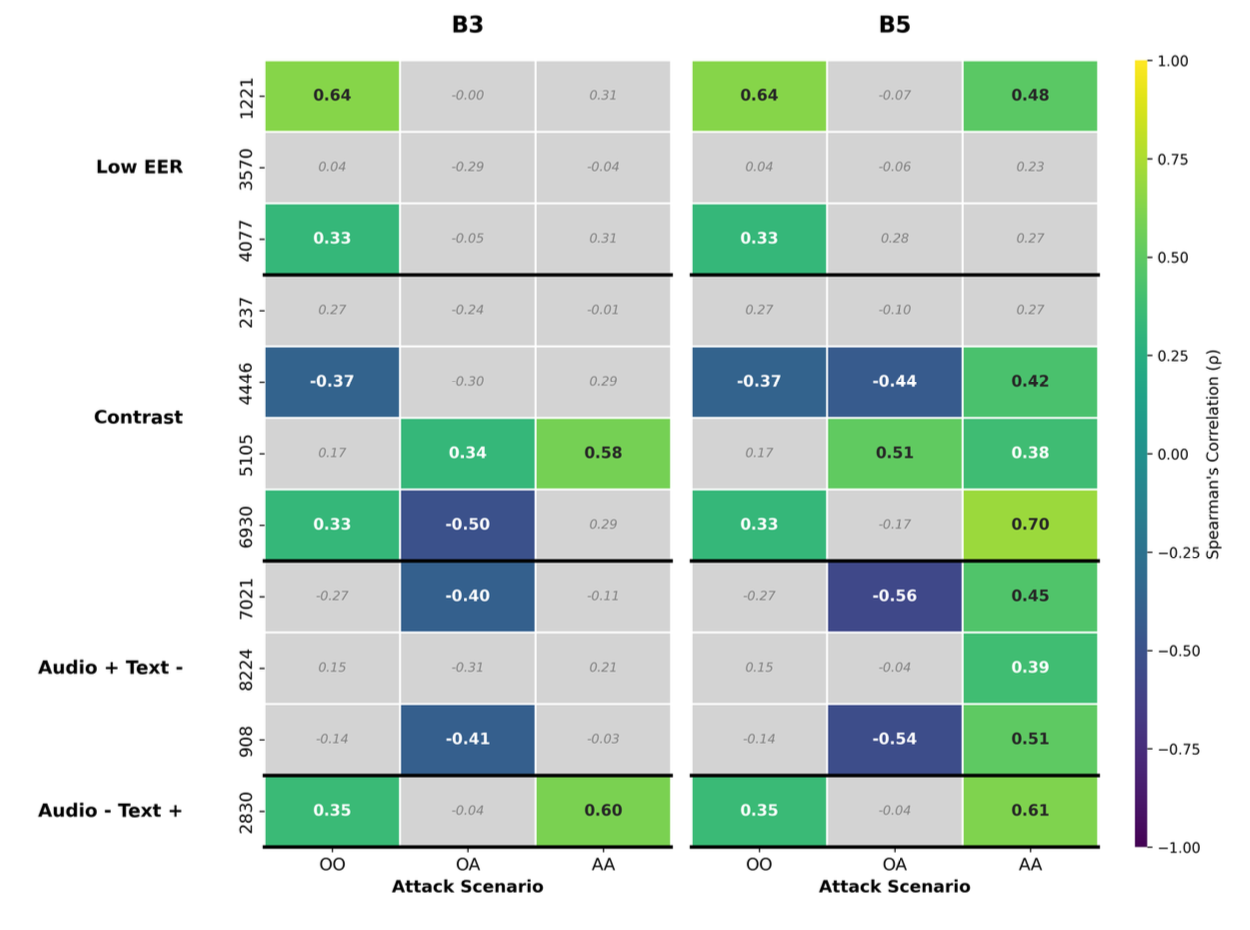 B3 B5
1221 0.64 -0.00 0.31 0.64 -0.07 0.48
Low EER 3570 0.04 -0.29 -0.04 0.04 -0.06 0.23
4077 0.33 -0.05 0.31 0.33 0.28 0.27
237 0.27 -0.24 -0.01 0.27 -0.10 0.27
4446 -0.37 -0.30 0.29 -0.37 -0.44 0.42
Contrast
5105 0.17 0.34 0.58 0.17 0.51 0.38
6930 0.33 -0.50 0.29 0.33 -0.17 0.70
7021 -0.27 -0.40 -0.11 -0.27 -0.56 0.45
Audio + Text - 8224 0.15 -0.31 0.21 0.15 -0.04 0.39
908 -0.14 -0.41 -0.03 -0.14 -0.54 0.51
Audio - Text + 2830 0.35 -0.04 0.60 0.35 -0.04 0.61
OO OA AA OO OA AA
Attack Scenario Attack Scenario
1.00
0.75
0.50
0.25
0.00
−0.25
−0.50
−0.75
−1.00
Spearman's Correlation (ρ)